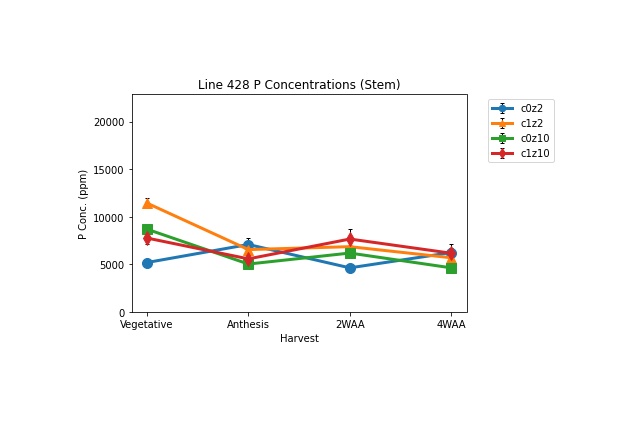 Line 428 P Concentrations (Stem)
P Conc. (ppm)
20000
15000
10000
5000
0
Vegetative Anthesis 2WAA 4WAA
Harvest
c0z2
c1z2
c0z10
c1z10